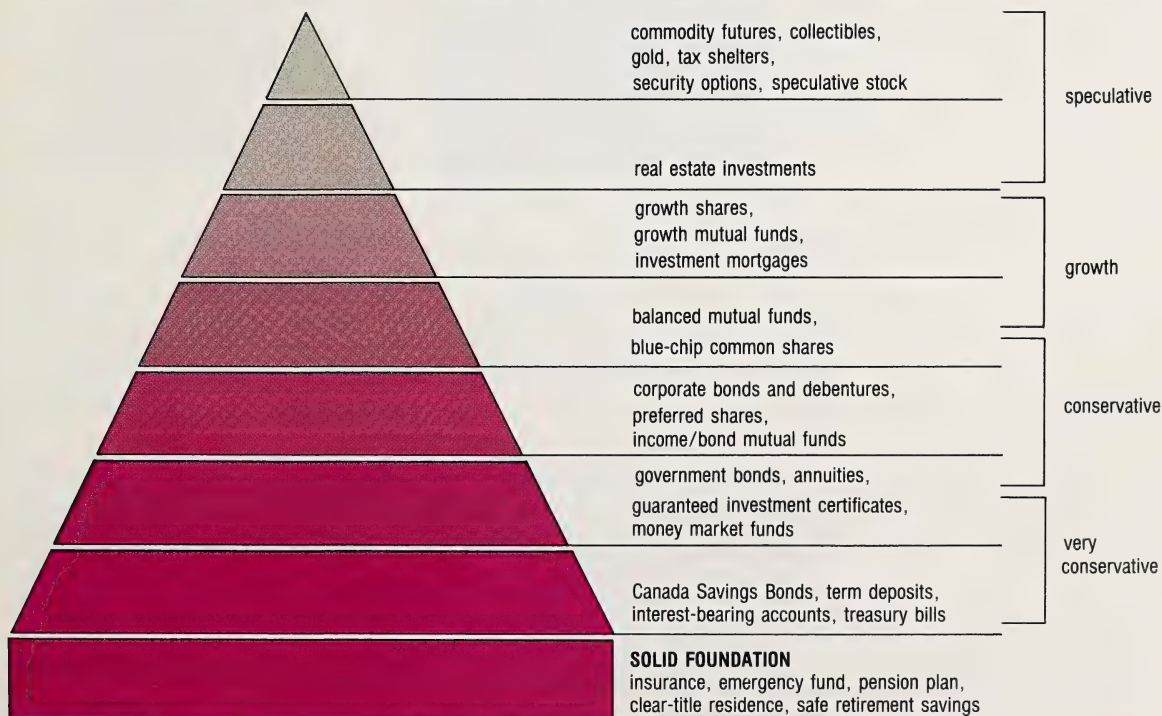 commodity futures, collectibles,
gold, tax shelters,
security options, speculative stock
speculative
real estate investments
growth shares,
growth mutual funds,
investment mortgages
growth
balanced mutual funds,
blue-chip common shares
conservative
corporate bonds and debentures,
preferred shares,
income/bond mutual funds
government bonds, annuities,
guaranteed investment certificates,
money market funds
very
conservative
Canada Savings Bonds, term deposits,
interest-bearing accounts, treasury bills
SOLID FOUNDATION
insurance, emergency fund, pension plan,
clear-title residence, safe retirement savings